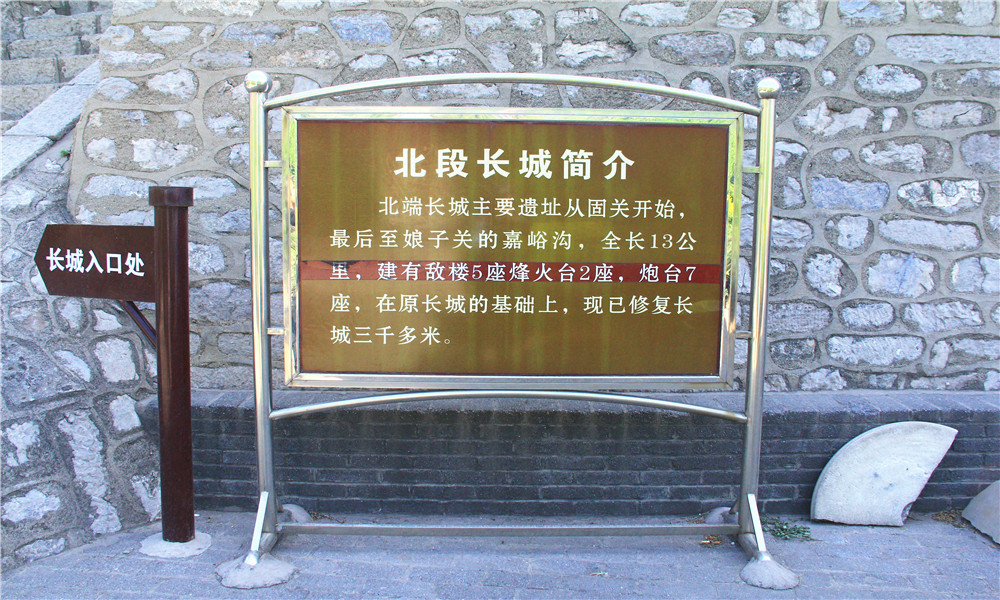 北段长城简介
北端长城主要遗址从固关开始，
最后至娘子关的嘉峪沟，全长13公
里，建有敌楼5座烽火台2座，炮台7
座，在原长城的基础上，现已修复长
城三千多米。
长城入口处